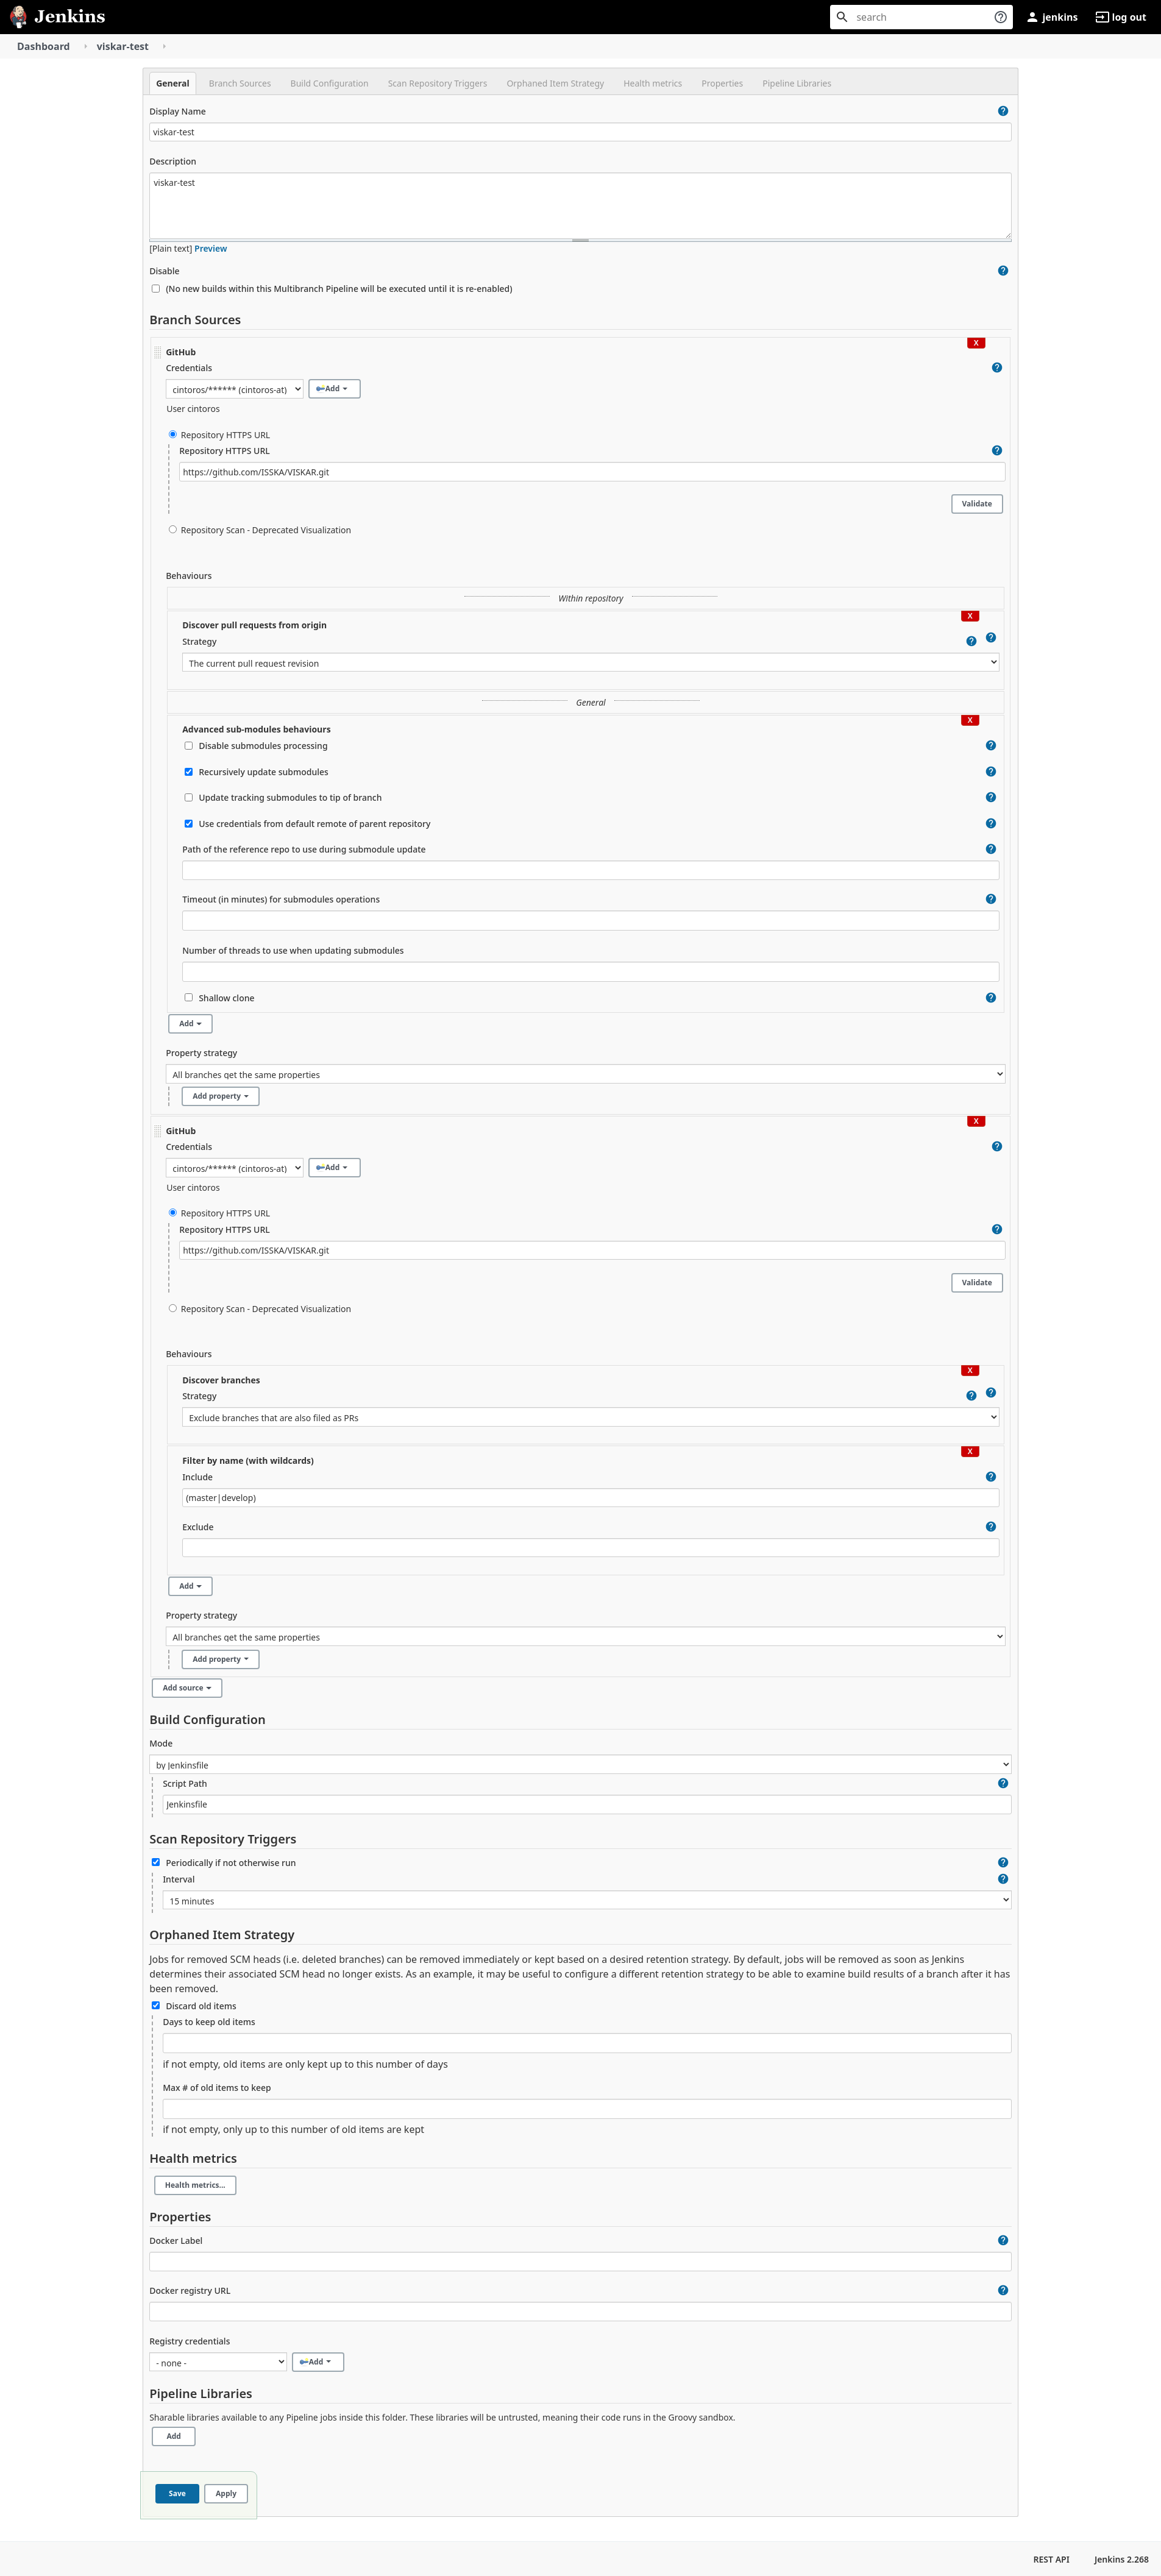 Jenkins
search
jenkins
log out
Dashboard
viskar-test
General
Branch Sources
Build Configuration
Scan Repository Triggers
Orphaned Item Strategy
Health metrics
Properties
Pipeline Libraries
Display Name
viskar-test
Description
viskar-test
[Plain text] Preview
Disable
(No new builds within this Multibranch Pipeline will be executed until it is re-enabled)
Branch Sources
X
GitHub
Credentials
cintoros/****** (cintoros-at)
Add
User cintoros
Repository HTTPS URL
Repository HTTPS URL
https://github.com/ISSKA/VISKAR.git
Validate
Repository Scan - Deprecated Visualization
Behaviours
Within repository
X
Discover pull requests from origin
Strategy
The current pull request revision
General
X
Advanced sub-modules behaviours
Disable submodules processing
Recursively update submodules
Update tracking submodules to tip of branch
Use credentials from default remote of parent repository
Path of the reference repo to use during submodule update
Timeout (in minutes) for submodules operations
Number of threads to use when updating submodules
Shallow clone
Add
Property strategy
All branches get the same properties
Add property
X
GitHub
Credentials
cintoros/****** (cintoros-at)
Add
User cintoros
Repository HTTPS URL
Repository HTTPS URL
https://github.com/ISSKA/VISKAR.git
Validate
Repository Scan - Deprecated Visualization
Behaviours
X
Discover branches
Strategy
Exclude branches that are also filed as PRs
X
Filter by name (with wildcards)
Include
(master|develop)
Exclude
Add
Property strategy
All branches get the same properties
Add property
Add source
Build Configuration
Mode
by Jenkinsfile
Script Path
Jenkinsfile
Scan Repository Triggers
Periodically if not otherwise run
Interval
15 minutes
Orphaned Item Strategy
Jobs for removed SCM heads (i.e. deleted branches) can be removed immediately or kept based on a desired retention strategy. By default, jobs will be removed as soon as Jenkins
determines their associated SCM head no longer exists. As an example, it may be useful to configure a different retention strategy to be able to examine build results of a branch after it has
been removed.
Discard old items
Days to keep old items
if not empty, old items are only kept up to this number of days
Max # of old items to keep
if not empty, only up to this number of old items are kept
Health metrics
Health metrics...
Properties
Docker Label
Docker registry URL
Registry credentials
- none -
Add
Pipeline Libraries
Sharable libraries available to any Pipeline jobs inside this folder. These libraries will be untrusted, meaning their code runs in the Groovy sandbox.
Add
Save
Apply
REST API
Jenkins 2.268